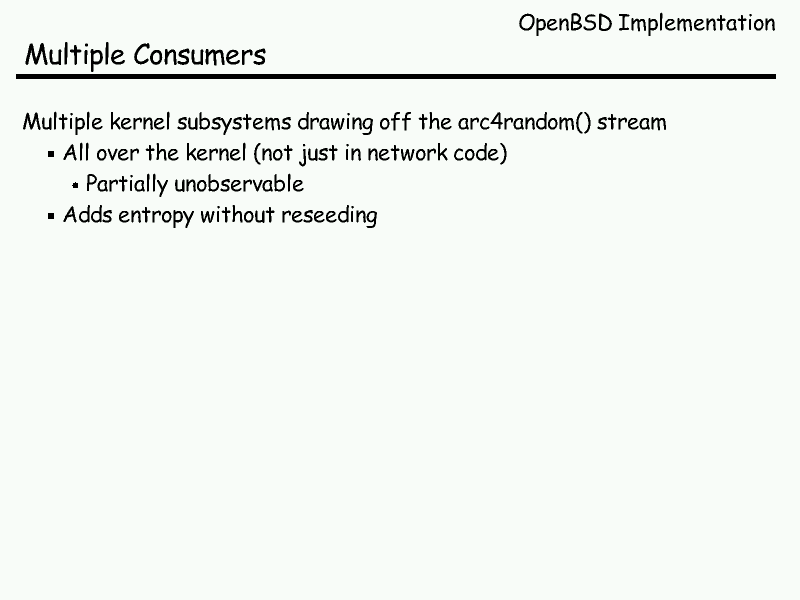 OpenBSD Implementation
Multiple Consumers
Multiple kernel subsystems drawing off the arc4random() stream
▪ All over the kernel (not just in network code)
▪ Partially unobservable
▪ Adds entropy without reseeding